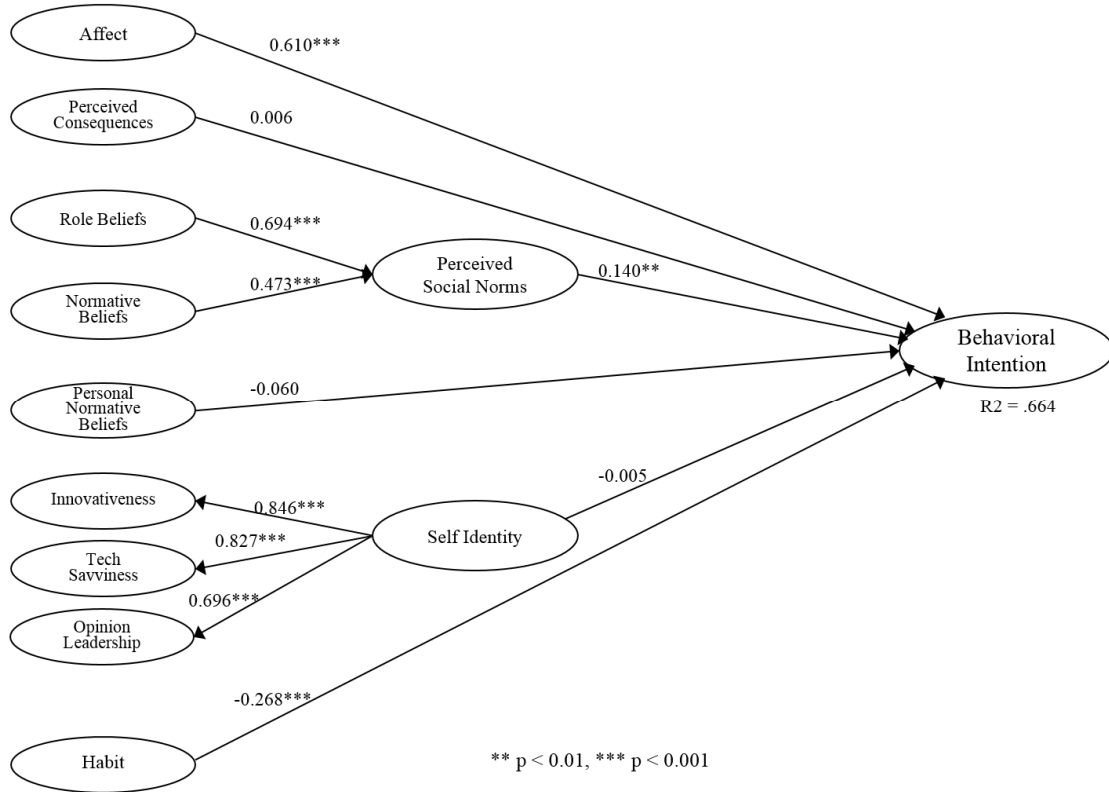 Affect
0.610***
Perceived
Consequences
0.006
Role Beliefs
0.694***
Normative
Beliefs
0.473***
Perceived
Social Norms
0.140**
Behavioral
Intention
R2 = .664
Personal
Normative
Beliefs
-0.060
Innovativeness
0.846***
Tech
Savviness
0.827***
Opinion
Leadership
0.696***
Self Identity
-0.005
Habit
-0.268***
** p < 0.01, *** p < 0.001